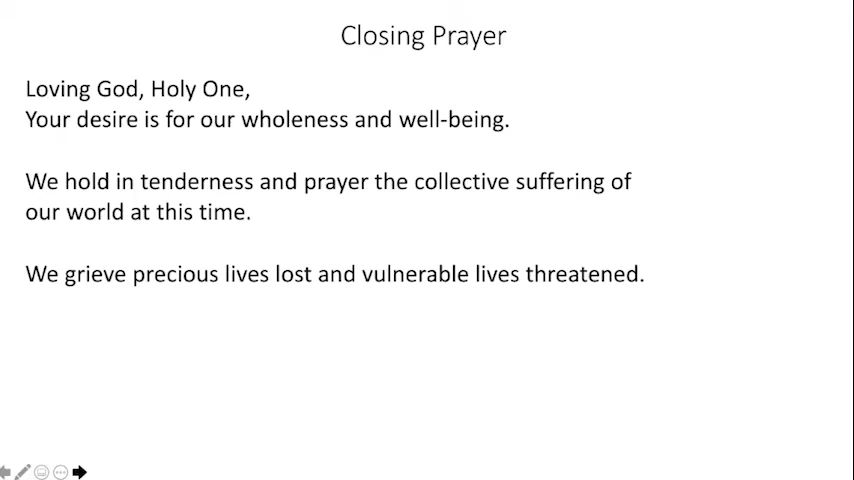 Closing Prayer
Loving God, Holy One,
Your desire is for our wholeness and well-being.
We hold in tenderness and prayer the collective suffering of
our world at this time.
We grieve precious lives lost and vulnerable lives threatened.